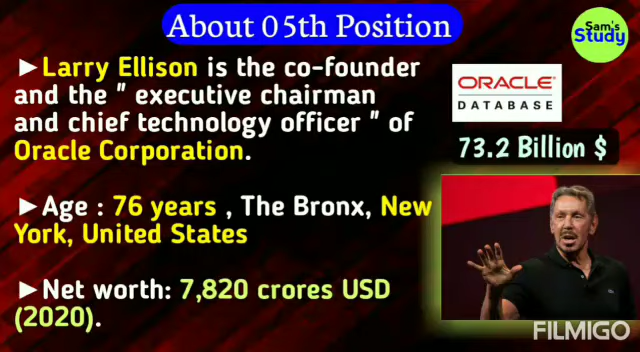 About 05th Position
Sam's
Study
►Larry Ellison is the co-founder
and the " executive chairman
and chief technology officer " of
Oracle Corporation.
ORACLE®
DATABASE
73.2 Billion $
►Age : 76 years , The Bronx, New
York, United States
►Net worth: 7,820 crores USD
(2020).
FILMIGO